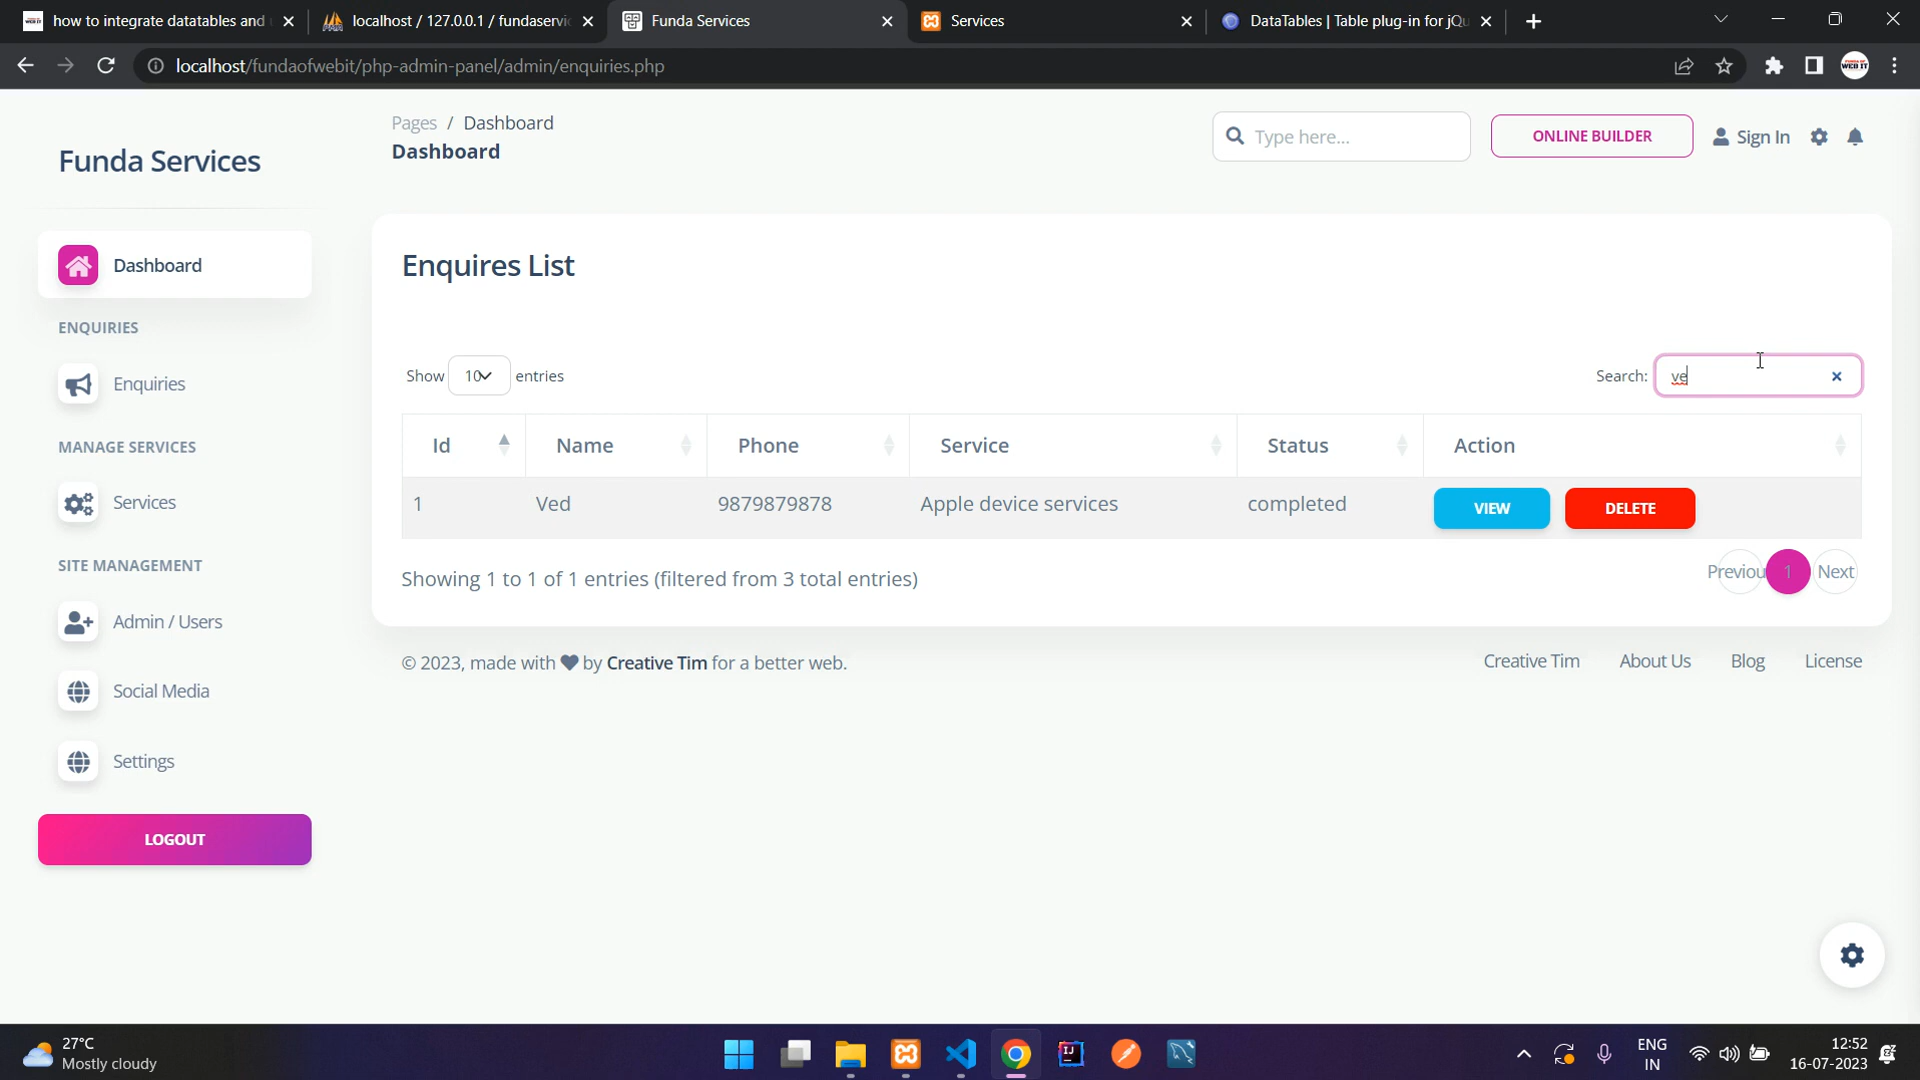 how to integrate datatables and
localhost / 127.0.0.1 / fundaservic
Funda Services
Services
DataTables | Table plug-in for jQu
localhost/fundaofwebit/php-admin-panel/admin/enquiries.php
Funda Services
Pages / Dashboard
Dashboard
Type here...
ONLINE BUILDER
Sign In
Dashboard
ENQUIRIES
Enquiries
MANAGE SERVICES
Services
SITE MANAGEMENT
Admin / Users
Social Media
Settings
LOGOUT
Enquires List
Show 10 entries
Search: ve
Id Name Phone Service Status Action
1 Ved 9879879878 Apple device services completed VIEW DELETE
Showing 1 to 1 of 1 entries (filtered from 3 total entries)
Previou 1 Next
© 2023, made with by Creative Tim for a better web.
Creative Tim About Us Blog License
27°C
Mostly cloudy
ENG
IN
12:52
16-07-2023